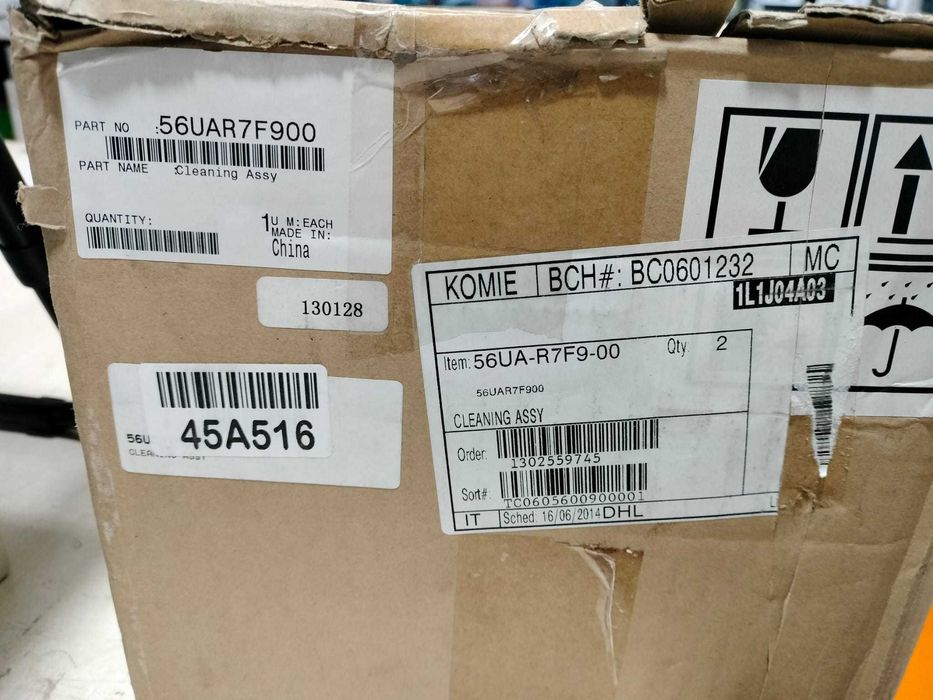 PART NO : 56UAR7F900
PART NAME :Cleaning Assy
QUANTITY: 1 U M:EACH
MADE IN:
China
130128
56U
45A516
KOMIE BCH#: BC0601232 MC
1L1J04A03
Item: 56UA-R7F9-00 Qty: 2
56UAR7F900
CLEANING ASSY
Order: 1302559745
Sort#: TC0605600900001
IT Sched: 16/06/2014 DHL